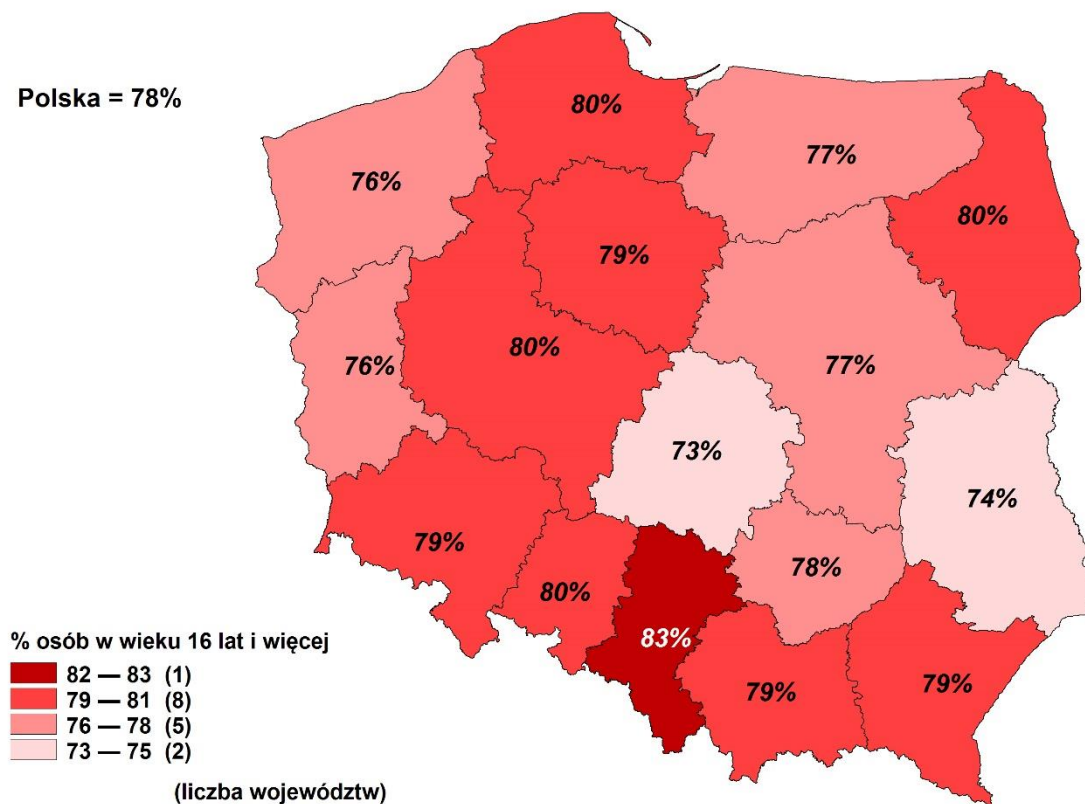 Polska = 78%
80%
77%
76%
80%
79%
80%
76%
77%
73%
74%
79%
78%
80%
83%
79%
79%
% osób w wieku 16 lat i więcej
82 — 83 (1)
79 — 81 (8)
76 — 78 (5)
73 — 75 (2)
(liczba województw)